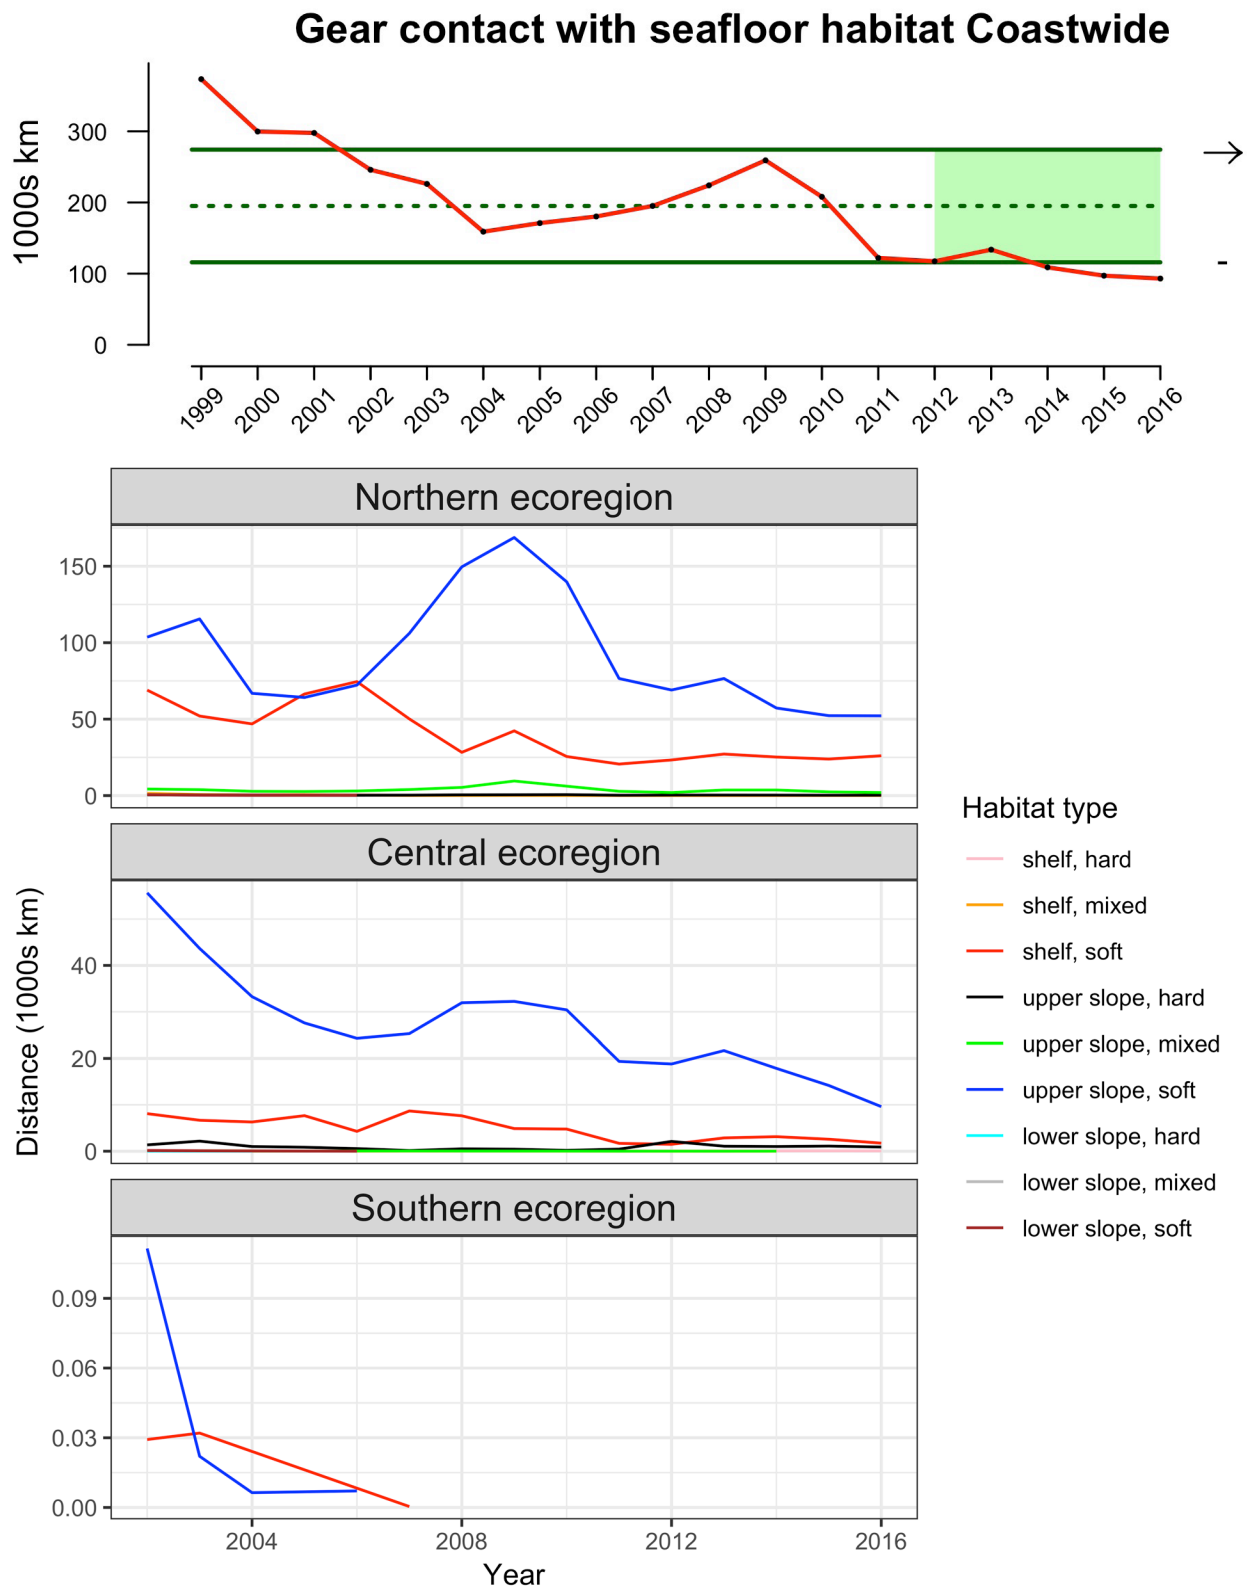 Gear contact with seafloor habitat Coastwide
1000s km
300
200
100
0
1999 2000 2001 2002 2003 2004 2005 2006 2007 2008 2009 2010 2011 2012 2013 2014 2015 2016
-
Northern ecoregion
150
100
50
0
Central ecoregion
Distance (1000s km)
40
20
0
Southern ecoregion
0.09
0.06
0.03
0.00
2004 2008 2012 2016
Year
Habitat type
shelf, hard
shelf, mixed
shelf, soft
upper slope, hard
upper slope, mixed
upper slope, soft
lower slope, hard
lower slope, mixed
lower slope, soft